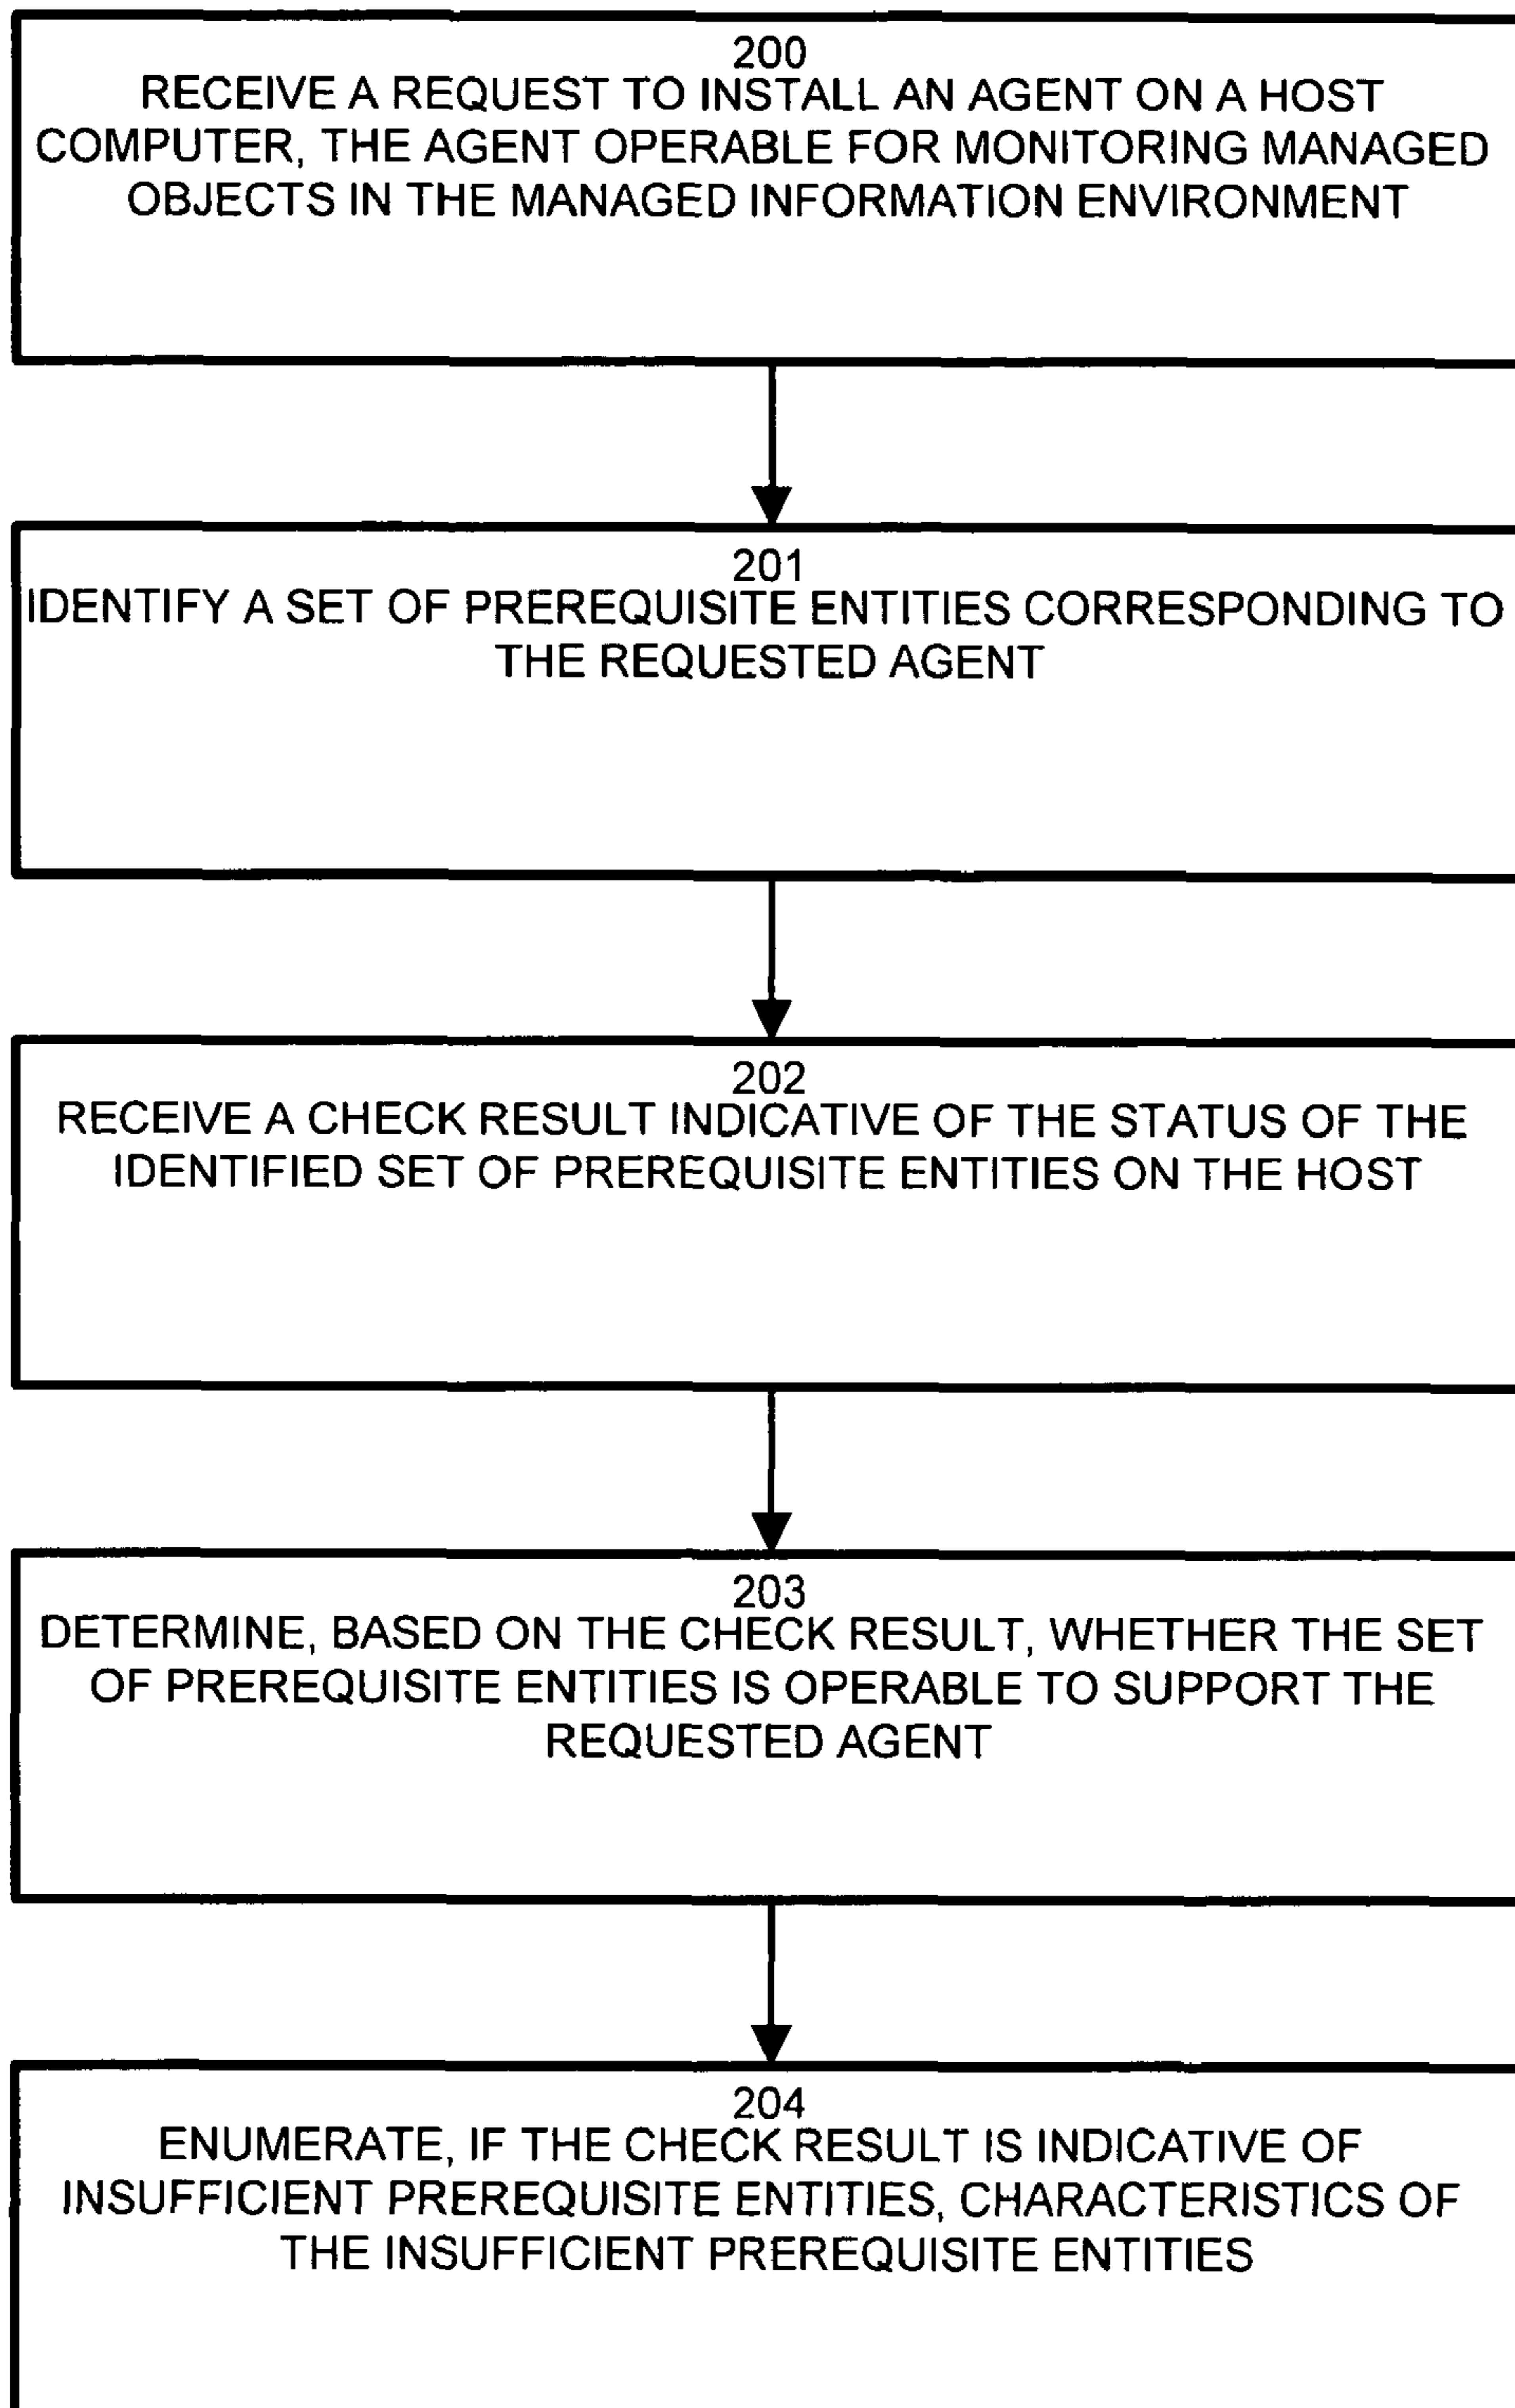 200
RECEIVE A REQUEST TO INSTALL AN AGENT ON A HOST
COMPUTER, THE AGENT OPERABLE FOR MONITORING MANAGED
OBJECTS IN THE MANAGED INFORMATION ENVIRONMENT
201
IDENTIFY A SET OF PREREQUISITE ENTITIES CORRESPONDING TO
THE REQUESTED AGENT
202
RECEIVE A CHECK RESULT INDICATIVE OF THE STATUS OF THE
IDENTIFIED SET OF PREREQUISITE ENTITIES ON THE HOST
203
DETERMINE, BASED ON THE CHECK RESULT, WHETHER THE SET
OF PREREQUISITE ENTITIES IS OPERABLE TO SUPPORT THE
REQUESTED AGENT
204
ENUMERATE, IF THE CHECK RESULT IS INDICATIVE OF
INSUFFICIENT PREREQUISITE ENTITIES, CHARACTERISTICS OF
THE INSUFFICIENT PREREQUISITE ENTITIES